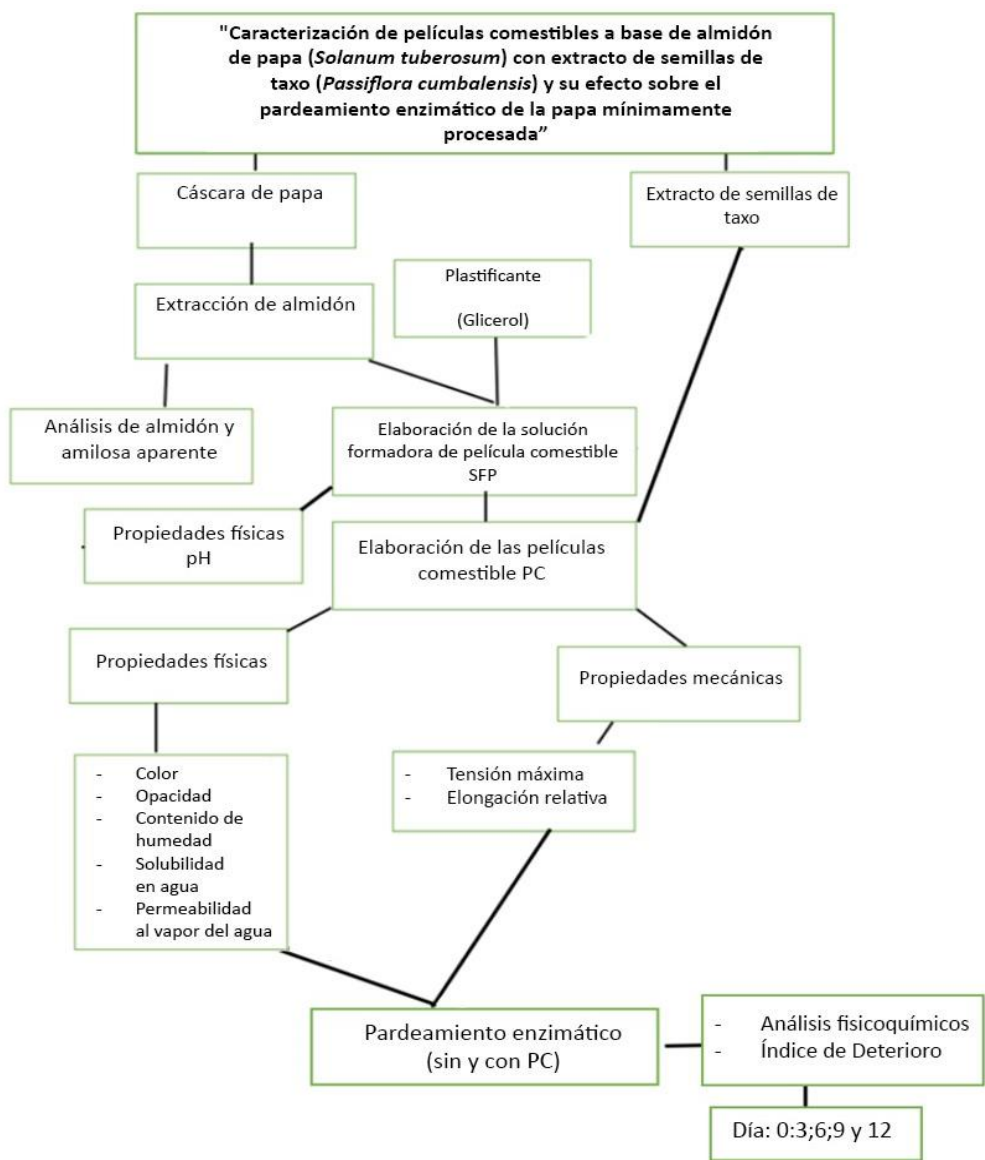 "Caracterización de películas comestibles a base de almidón
de papa (Solanum tuberosum) con extracto de semillas de
taxo (Passiflora cumbalensis) y su efecto sobre el
pardeamiento enzimático de la papa mínimamente
procesada”
Cáscara de papa
Extracto de semillas de
taxo
Extracción de almidón
Plastificante
(Glicerol)
Análisis de almidón y
amilosa aparente
Elaboración de la solución
formadora de película comestible
SFP
Propiedades físicas
pH
Elaboración de las películas
comestible PC
Propiedades físicas
Propiedades mecánicas
- Color
- Opacidad
- Contenido de
humedad
- Solubilidad
en agua
- Permeabilidad
al vapor del agua
- Tensión máxima
- Elongación relativa
Pardeamiento enzimático
(sin y con PC)
- Análisis fisicoquímicos
- Índice de Deterioro
Día: 0:3;6;9 y 12